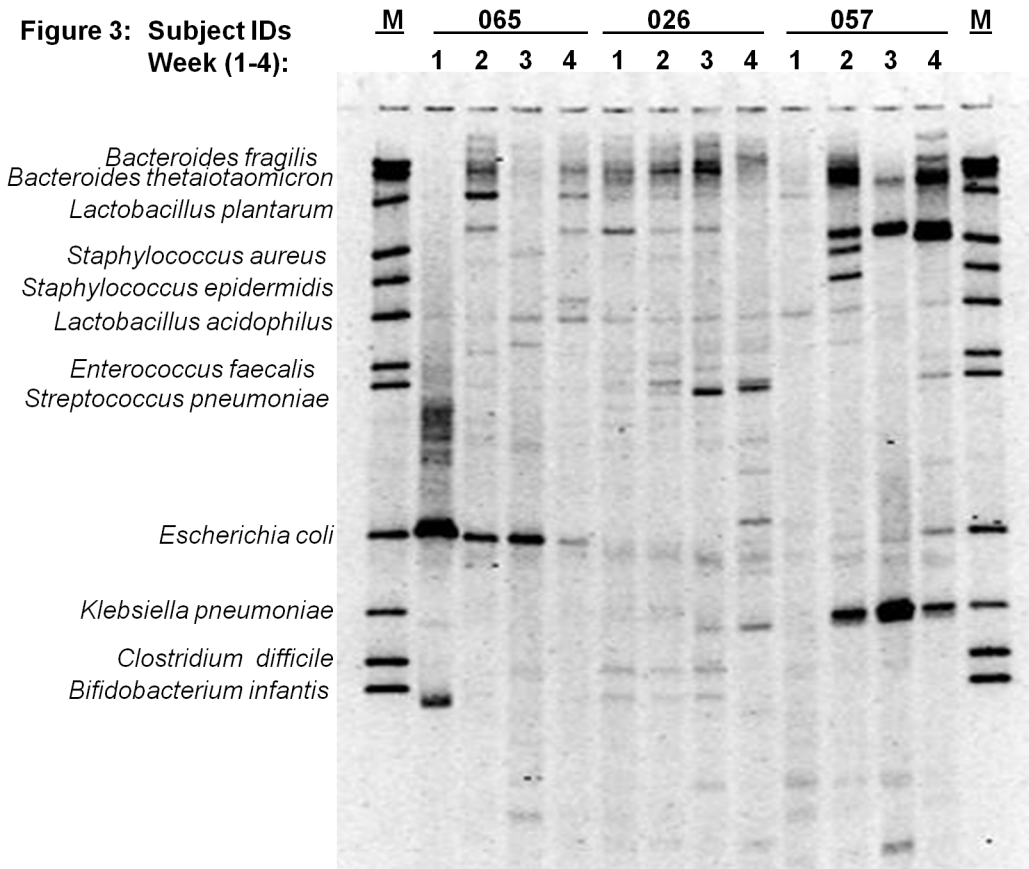 Figure 3: Subject IDs M 065 026 057 M
Week (1-4): 1 2 3 4 1 2 3 4 1 2 3 4
Bacteroides fragilis
Bacteroides thetaiotaomicron
Lactobacillus plantarum
Staphylococcus aureus
Staphylococcus epidermidis
Lactobacillus acidophilus
Enterococcus faecalis
Streptococcus pneumoniae
Escherichia coli
Klebsiella pneumoniae
Clostridium difficile
Bifidobacterium infantis